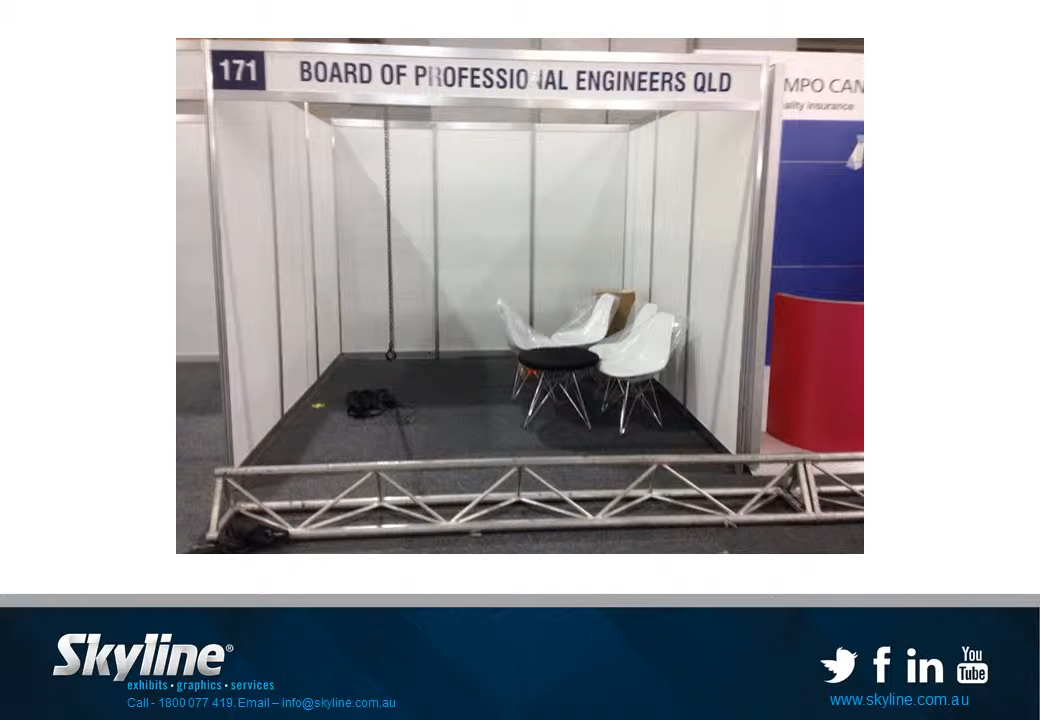 171 BOARD OF PROFESSIONAL ENGINEERS QLD
MPO CAN
ality insurance
Skyline®
exhibits • graphics • services
Call - 1800 077 419. Email – info@skyline.com.au
You
Tube
www.skyline.com.au